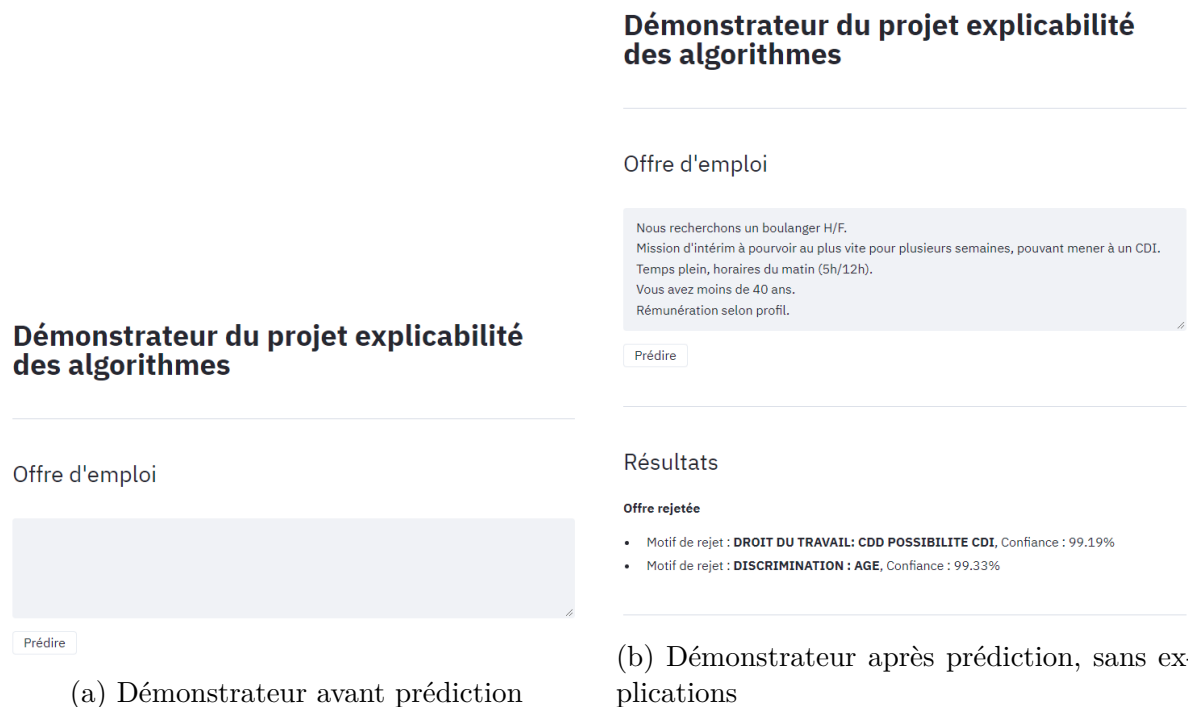 Démonstrateur du projet explicabilité
des algorithmes
Offre d'emploi
Prédire
(a) Démonstrateur avant prédiction
Démonstrateur du projet explicabilité
des algorithmes
Offre d'emploi
Nous recherchons un boulanger H/F.
Mission d'intérim à pourvoir au plus vite pour plusieurs semaines, pouvant mener à un CDI.
Temps plein, horaires du matin (5h/12h).
Vous avez moins de 40 ans.
Rémunération selon profil.
Prédire
Résultats
Offre rejetée
• Motif de rejet : DROIT DU TRAVAIL: CDD POSSIBILITE CDI, Confiance : 99.19%
• Motif de rejet : DISCRIMINATION : AGE, Confiance : 99.33%
(b) Démonstrateur après prédiction, sans ex-
plications